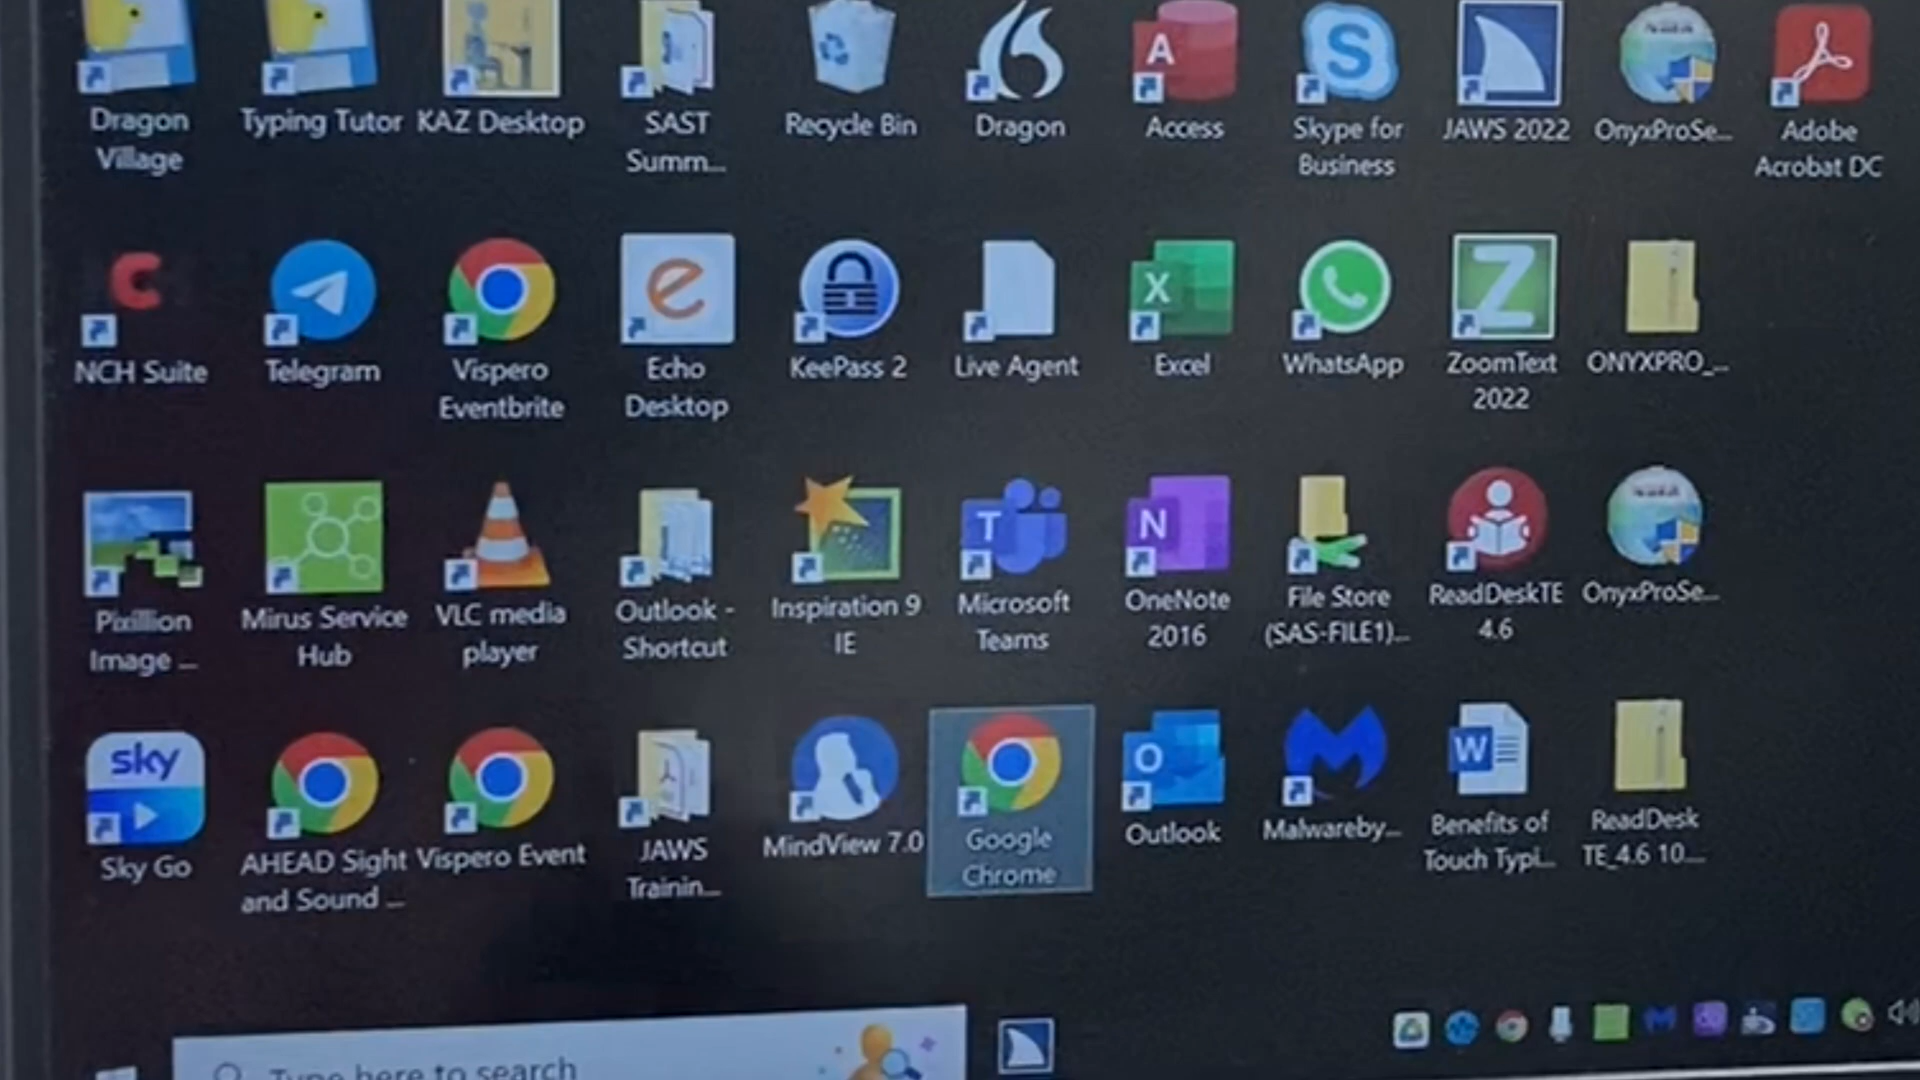 Dragon
Village
Typing Tutor
KAZ Desktop
SAST
Summ...
Recycle Bin
Dragon
A
Access
S
Skype for
Business
JAWS 2022
OnyxProSe...
Adobe
Acrobat DC
C
NCH Suite
Telegram
Vispero
Eventbrite
e
Echo
Desktop
KeePass 2
Live Agent
X
Excel
WhatsApp
Z
ZoomText
2022
ONYXPRO_...
Pixillion
Image ...
Mirus Service
Hub
VLC media
player
Outlook -
Shortcut
Inspiration 9
IE
T
Microsoft
Teams
N
OneNote
2016
File Store
(SAS-FILE1)...
ReadDeskTE
4.6
OnyxProSe...
sky
Sky Go
AHEAD Sight
and Sound ...
Vispero Event
JAWS
Trainin...
MindView 7.0
Google
Chrome
O
Outlook
Malwareby...
W
Benefits of
Touch Typi...
ReadDesk
TE_4.6 10....
Type here to search